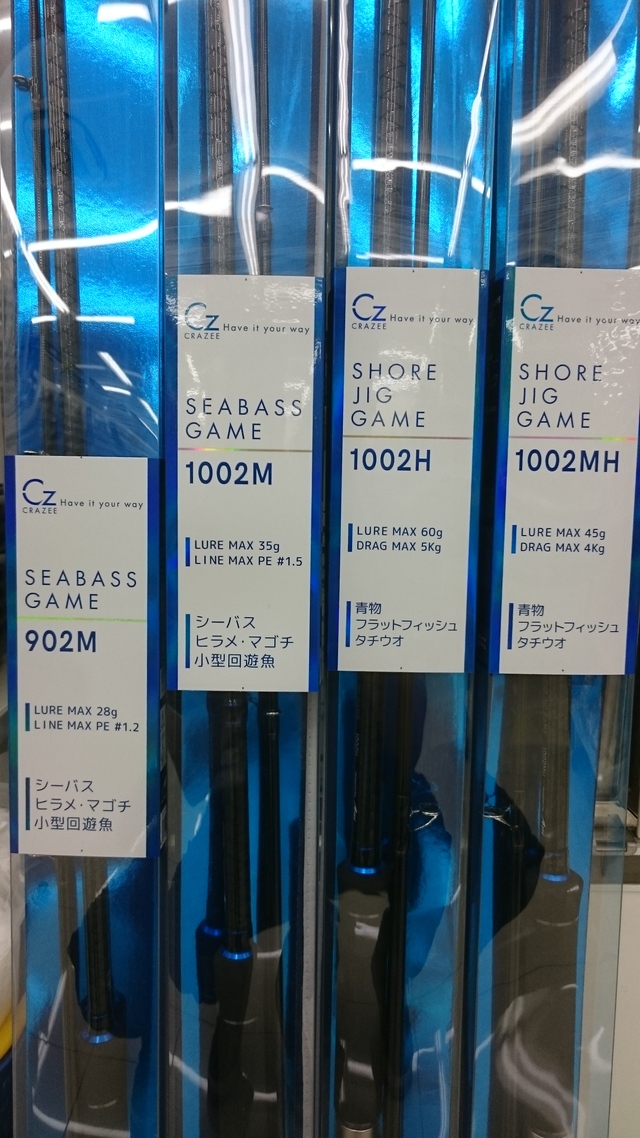 Cz Have it your way
CRAZEE
SEABASS
GAME
902M
LURE MAX 28g
LINE MAX PE #1.2
シーバス
ヒラメ・マゴチ
小型回遊魚
Cz Have it your way
CRAZEE
SEABASS
GAME
1002M
LURE MAX 35g
LINE MAX PE #1.5
シーバス
ヒラメ・マゴチ
小型回遊魚
Cz Have it your way
CRAZEE
SHORE
JIG
GAME
1002H
LURE MAX 60g
DRAG MAX 5Kg
青物
フラットフィッシュ
タチウオ
Cz Have it your way
CRAZEE
SHORE
JIG
GAME
1002MH
LURE MAX 45g
DRAG MAX 4Kg
青物
フラットフィッシュ
タチウオ